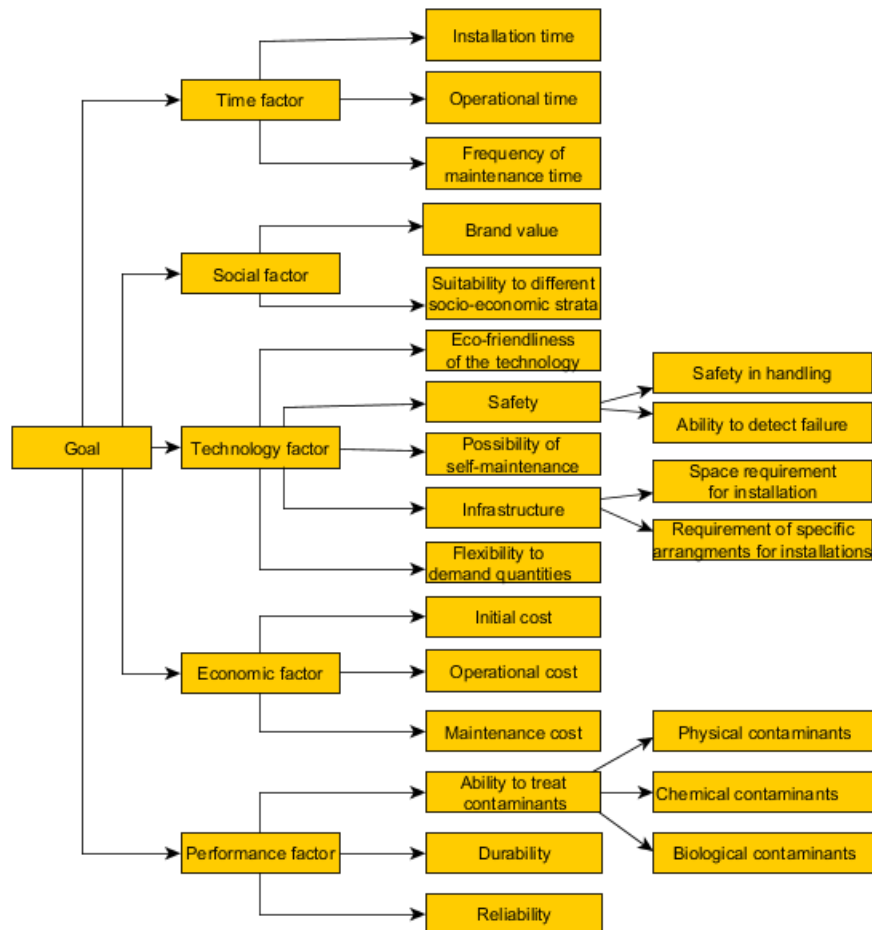 Installation time
Time factor
Operational time
Frequency of
maintenance time
Brand value
Social factor
Suitability to different
socio-economic strata
Eco-friendliness
of the technology
Safety in handling
Safety
Ability to detect failure
Goal
Technology factor
Possibility of
self-maintenance
Space requirement
for installation
Infrastructure
Requirement of specific
arrangments for installations
Flexibility to
demand quantities
Initial cost
Economic factor
Operational cost
Maintenance cost
Physical contaminants
Ability to treat
contaminants
Chemical contaminants
Performance factor
Durability
Biological contaminants
Reliability